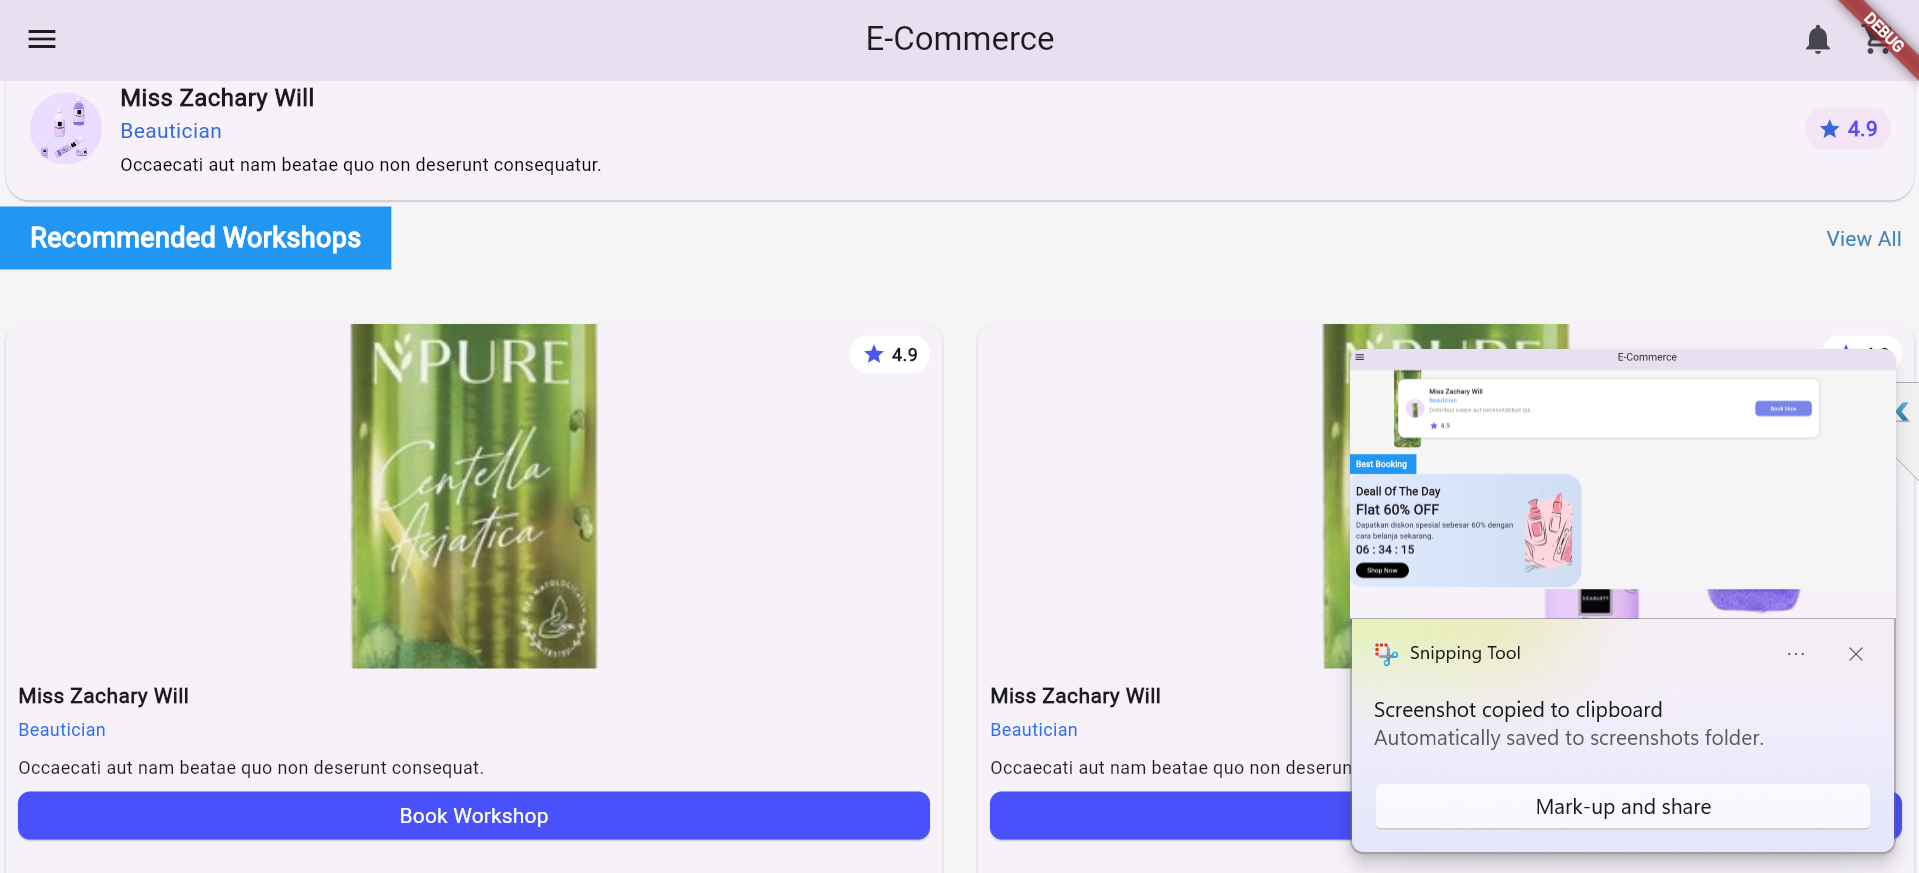 E-Commerce
DEBUG
Miss Zachary Will
Beautician
Occaecati aut nam beatae quo non deserunt consequatur.
4.9
Recommended Workshops
View All
NPURE
Centella
Asiatica
4.9
Miss Zachary Will
Beautician
Occaecati aut nam beatae quo non deserunt consequat.
Book Workshop
Miss Zachary Will
Beautician
Occaecati aut nam beatae quo non
E-Commerce
Miss Zachary Will
Beautician
Doloribus saepe aut necessitatibus qui.
4.9
Book Now
Best Booking
Deall Of The Day
Flat 60% OFF
Dapatkan diskon spesial sebesar 60% dengan
cara belanja sekarang.
06 : 34 : 15
Shop Now
SCARLETT
Snipping Tool
Screenshot copied to clipboard
Automatically saved to screenshots folder.
Mark-up and share